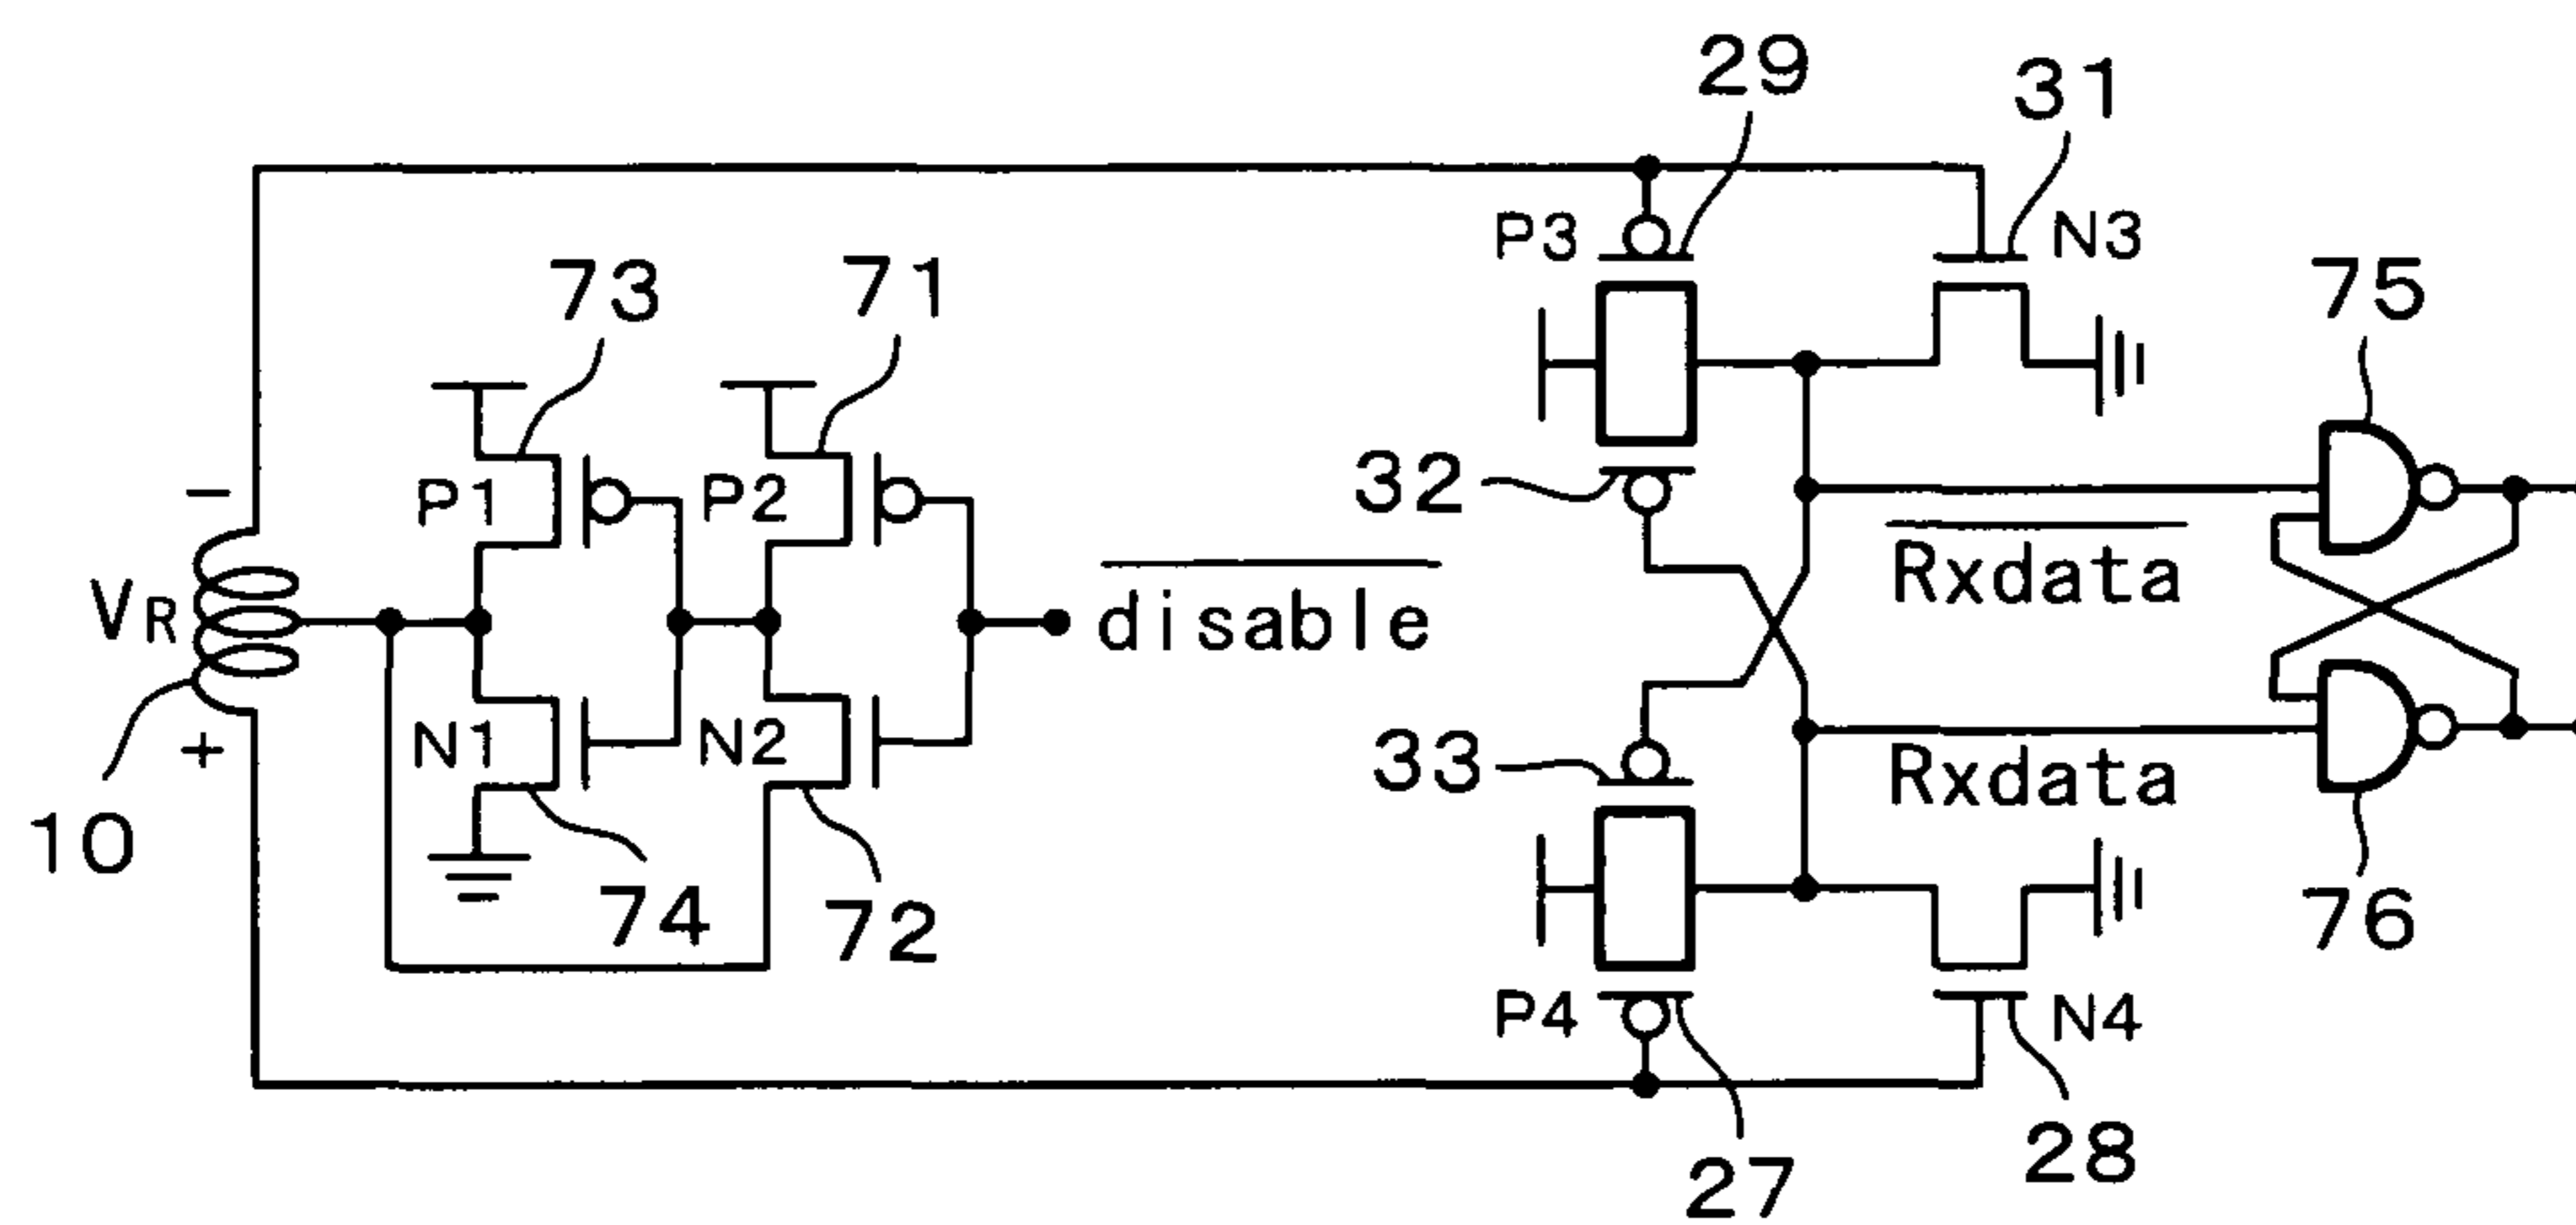 29
31
P3
N3
73
71
75
P1
P2
32
−
VR
disable
Rxdata
+
N1
N2
33
Rxdata
10
74
72
76
P4
N4
27
28